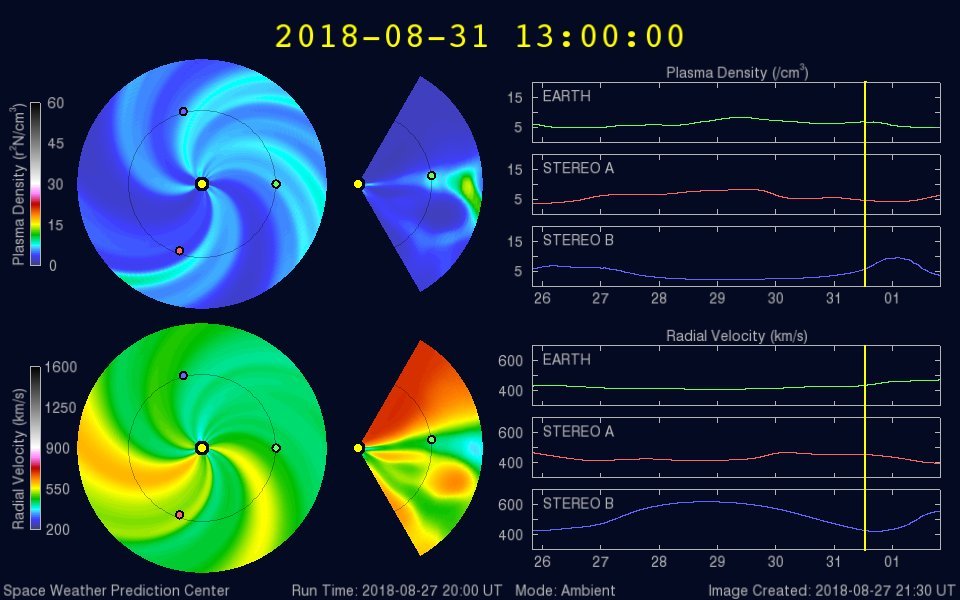 2018-08-31 13:00:00
Plasma Density (r²N/cm³)
60
45
30
15
0
Plasma Density (/cm³)
EARTH
15
5
STEREO A
15
5
STEREO B
15
5
26 27 28 29 30 31 01
Radial Velocity (km/s)
1600
1250
900
550
200
Radial Velocity (km/s)
EARTH
600
400
STEREO A
600
400
STEREO B
600
400
26 27 28 29 30 31 01
Space Weather Prediction Center Run Time: 2018-08-27 20:00 UT Mode: Ambient Image Created: 2018-08-27 21:30 UT